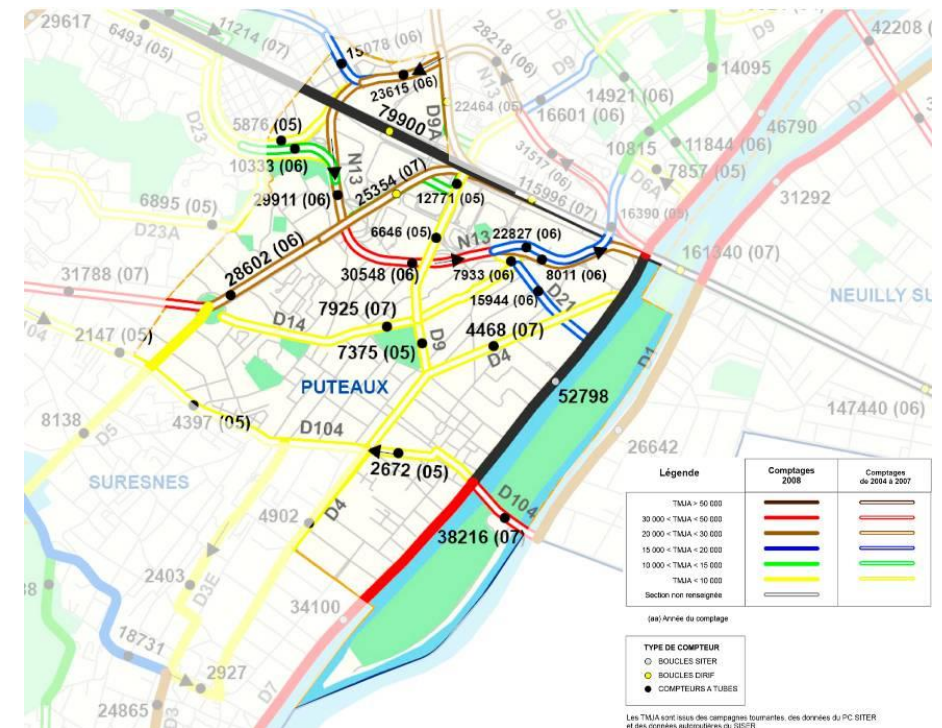 29617
6493 (05)
11214 (07)
15078 (06)
28218 (06)
D6
D9
42208
14095
23615 (06)
N13
D9
D1
D23
5876 (05)
79900
D9A
22464 (05)
14921 (06)
16601 (06)
46790
10333 (06)
N13
25354 (07)
31517 (06)
10815
11844 (06)
7857 (05)
D6A
29911 (06)
12771 (05)
115996 (07)
31292
6895 (05)
D23A
6646 (05)
N13
22827 (06)
16390 (05)
28602 (06)
30548 (06)
7933 (06)
8011 (06)
161340 (07)
31788 (07)
15944 (06)
D21
NEUILLY SU
7925 (07)
4468 (07)
D14
2147 (05)
7375 (05)
D9
D4
D1
PUTEAUX
52798
4397 (05)
147440 (06)
8138
D5
D104
26642
2672 (05)
SURESNES
D104
4902
D4
38216 (07)
2403
D3E
34100
18731
2927
D7
24865
D3
Légende
Comptages
2008
Comptages
de 2004 à 2007
TMJA > 50 000
30 000 < TMJA < 50 000
20 000 < TMJA < 30 000
15 000 < TMJA < 20 000
10 000 < TMJA < 15 000
TMJA < 10 000
Section non renseignée
(aa) Année du comptage
TYPE DE COMPTEUR
BOUCLES SITER
BOUCLES DIRIF
COMPTEURS A TUBES
Les TMJA sont issus des campagnes tournantes, des données du PC SITER
et des données autoroutières du SISER